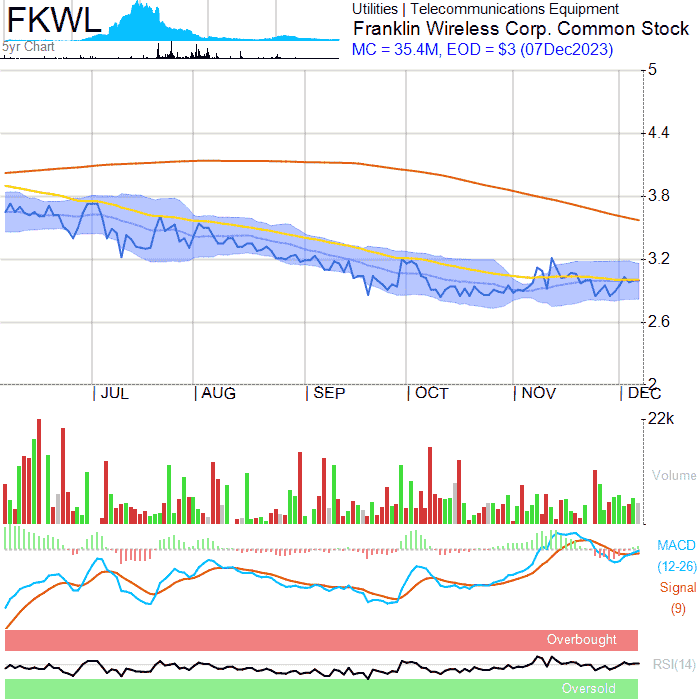 FKWL
5yr Chart
Utilities | Telecommunications Equipment
Franklin Wireless Corp. Common Stock
MC = 35.4M, EOD = $3 (07Dec2023)
5
4.4
3.8
3.2
2.6
2
JUL AUG SEP OCT NOV DEC
22k
Volume
MACD
(12-26)
Signal
(9)
Overbought
RSI(14)
Oversold